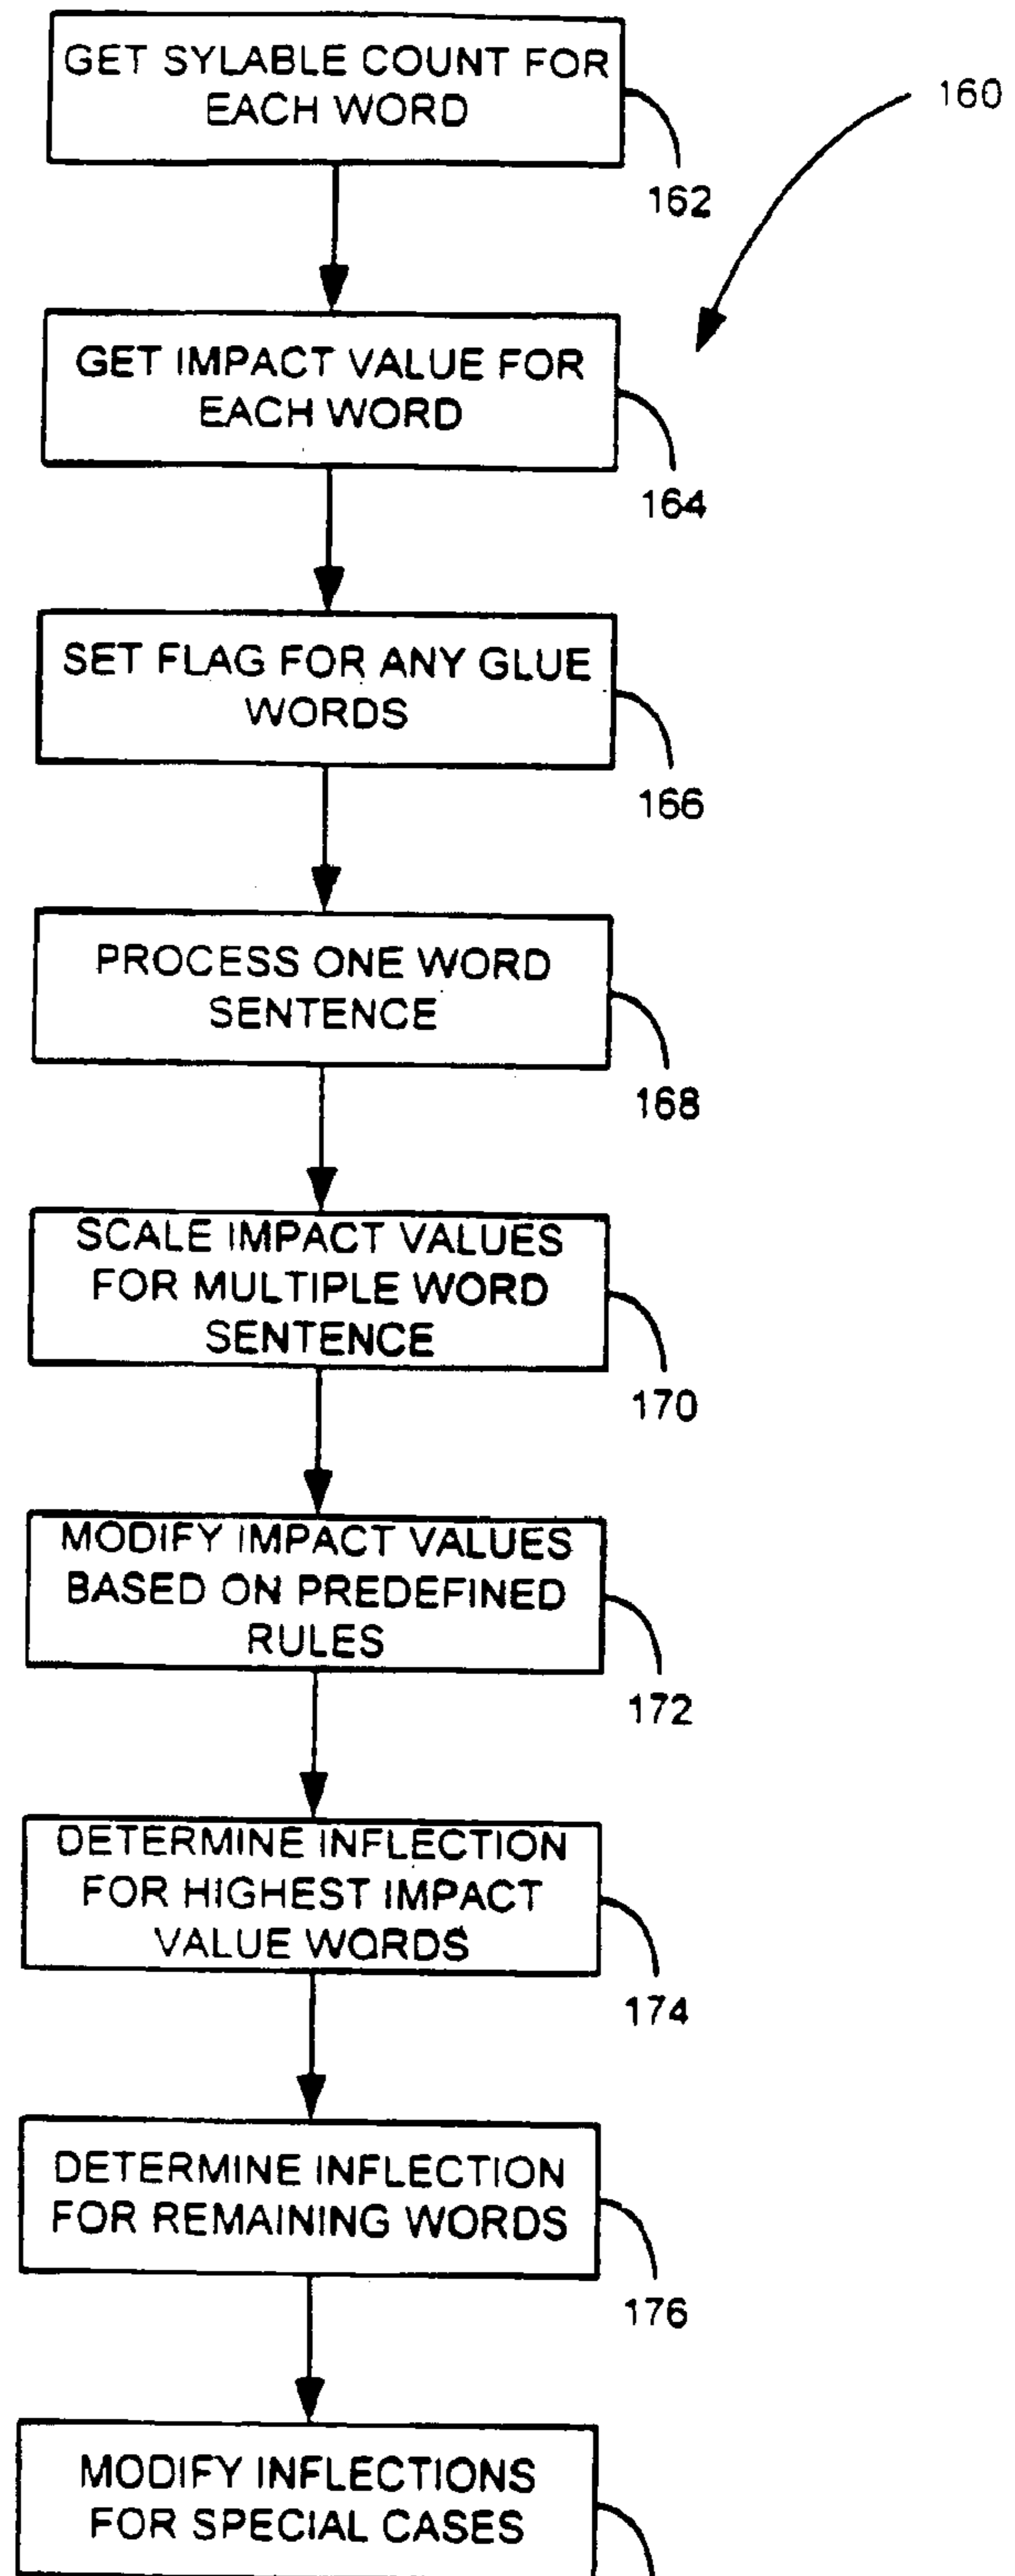 GET SYLABLE COUNT FOR
EACH WORD
160
162
GET IMPACT VALUE FOR
EACH WORD
164
SET FLAG FOR ANY GLUE
WORDS
166
PROCESS ONE WORD
SENTENCE
168
SCALE IMPACT VALUES
FOR MULTIPLE WORD
SENTENCE
170
MODIFY IMPACT VALUES
BASED ON PREDEFINED
RULES
172
DETERMINE INFLECTION
FOR HIGHEST IMPACT
VALUE WORDS
174
DETERMINE INFLECTION
FOR REMAINING WORDS
176
MODIFY INFLECTIONS
FOR SPECIAL CASES